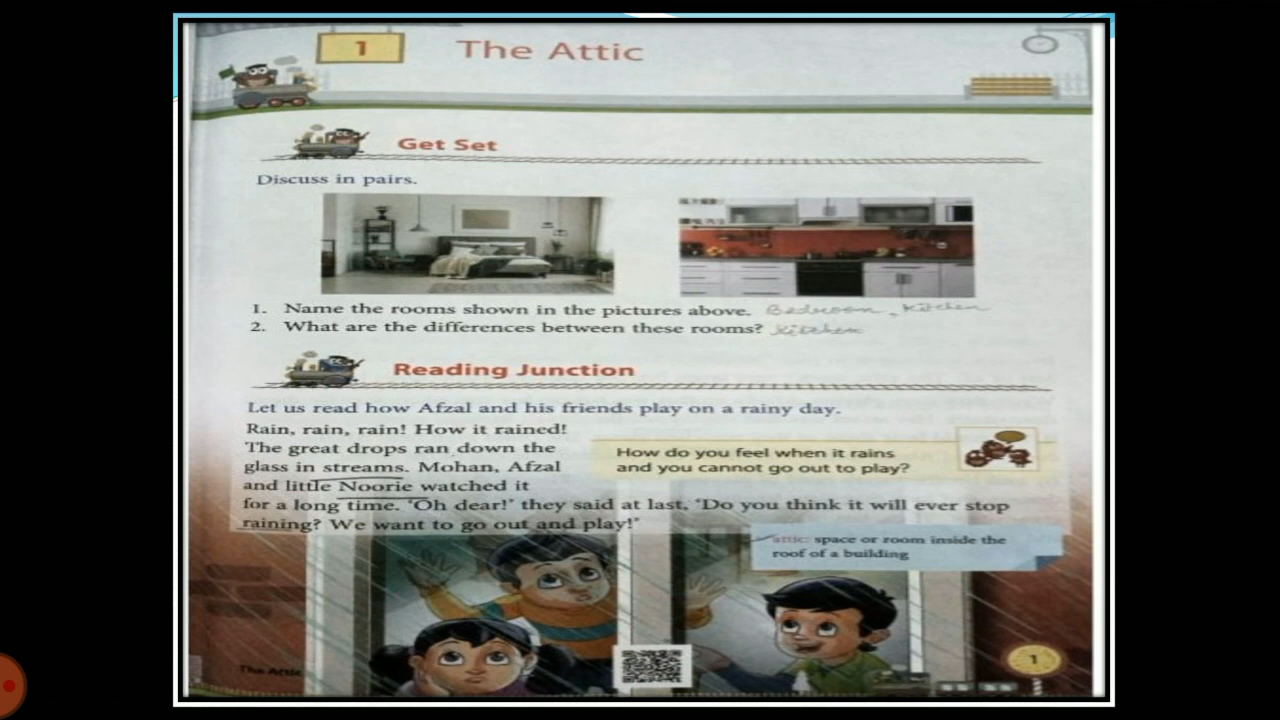 1
The Attic
Get Set
Discuss in pairs.
1. Name the rooms shown in the pictures above. Bedroom, Kitchen
2. What are the differences between these rooms? kitchen
Reading Junction
Let us read how Afzal and his friends play on a rainy day.
Rain, rain, rain! How it rained!
The great drops ran down the
glass in streams. Mohan, Afzal
and little Noorie watched it
for a long time. 'Oh dear!' they said at last, 'Do you think it will ever stop
raining? We want to go out and play!'
How do you feel when it rains
and you cannot go out to play?
attic: space or room inside the
roof of a building
The Attic
1